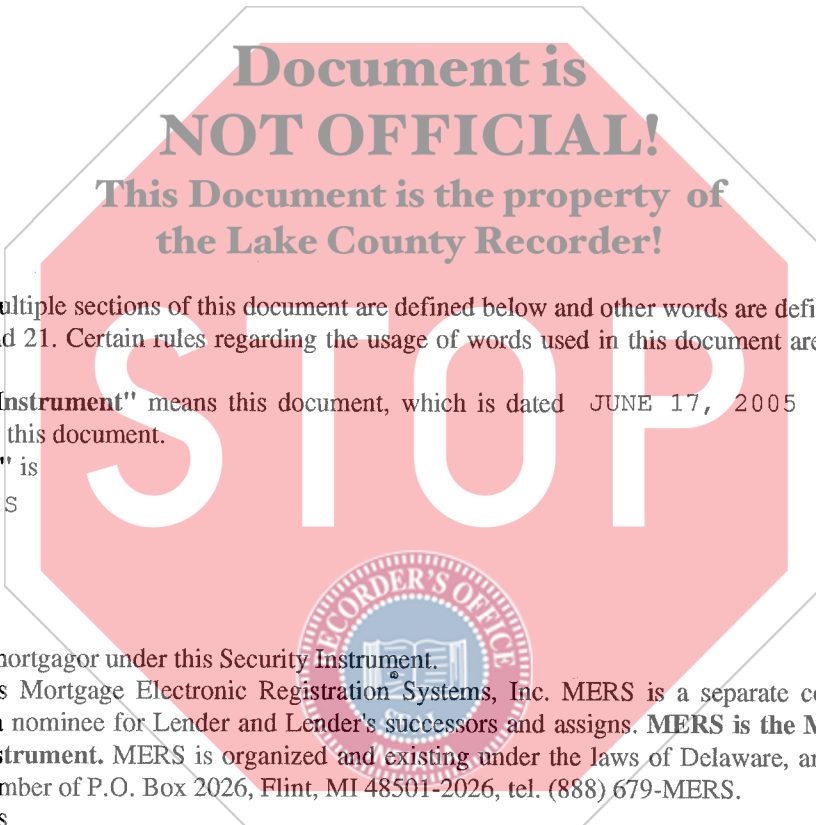 Document is
NOT OFFICIAL!
This Document is the property of
the Lake County Recorder!
ultiple sections of this document are defined below and other words are defi
d 21. Certain rules regarding the usage of words used in this document are
Instrument" means this document, which is dated JUNE 17, 2005
this document.
" is
S
STOP
RECORDER'S OFFICE
nortgagor under this Security Instrument.
s Mortgage Electronic Registration Systems, Inc. MERS is a separate co
a nominee for Lender and Lender's successors and assigns. MERS is the M
strument. MERS is organized and existing under the laws of Delaware, an
mber of P.O. Box 2026, Flint, MI 48501-2026, tel. (888) 679-MERS.
s